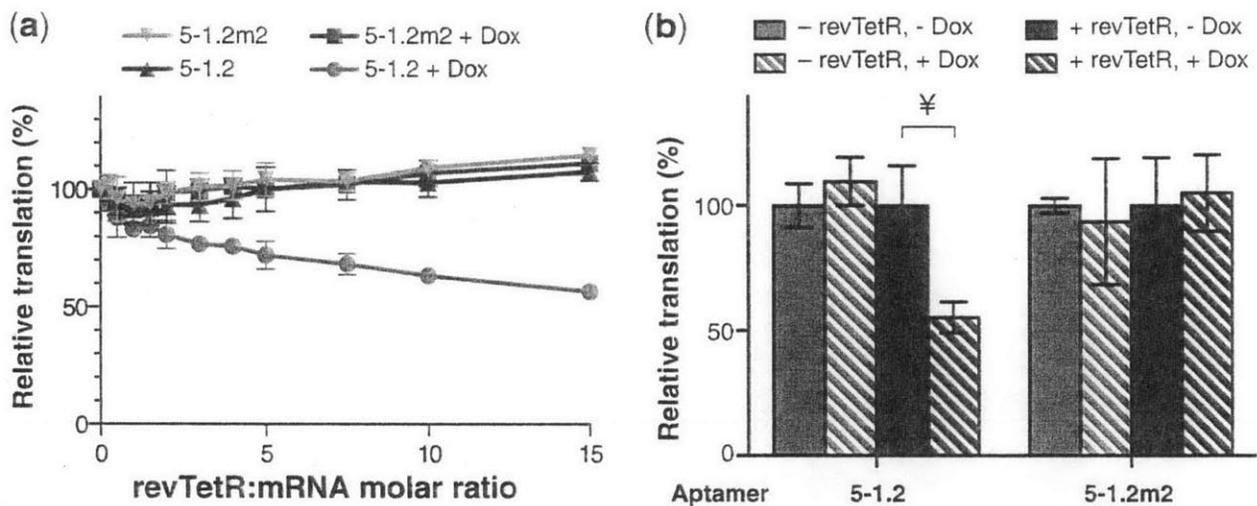 (a)
5-1.2m2
5-1.2m2 + Dox
5-1.2
5-1.2 + Dox
Relative translation (%)
100
50
0
0
5
10
15
revTetR:mRNA molar ratio
(b)
– revTetR, - Dox
+ revTetR, - Dox
– revTetR, + Dox
+ revTetR, + Dox
¥
Relative translation (%)
100
50
0
Aptamer
5-1.2
5-1.2m2